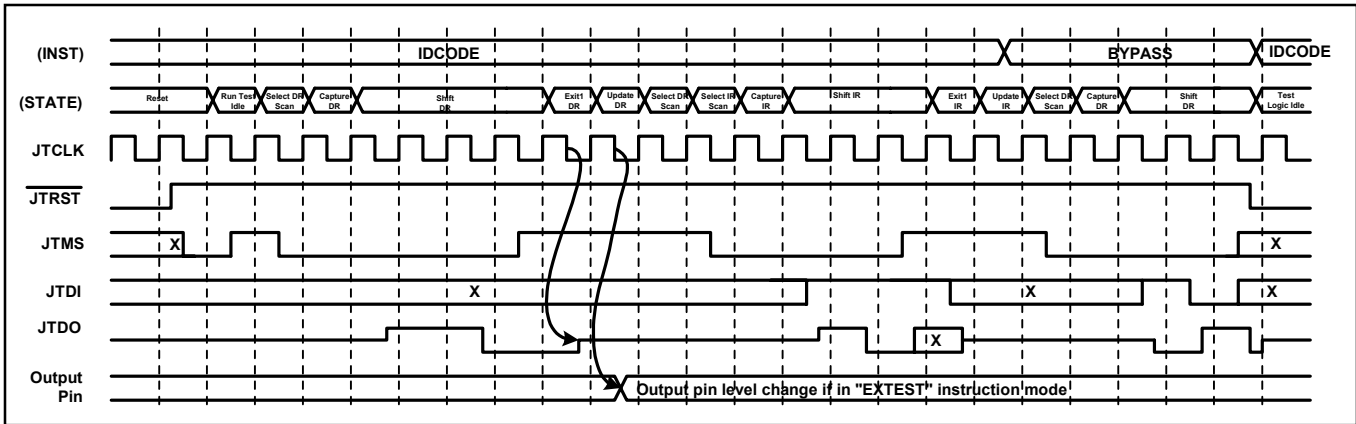 (INST) IDCODE BYPASS IDCODE
(STATE) Reset Run Test Idle Select DR Scan Capture DR Shift DR Exit1 DR Update DR Select DR Scan Select IR Scan Capture IR Shift IR Exit1 IR Update IR Select DR Scan Capture DR Shift DR Test Logic Idle
JTCLK
JTRST
JTMS X X
JTDI X X X
JTDO X
Output Pin Output pin level change if in "EXTEST" instruction mode